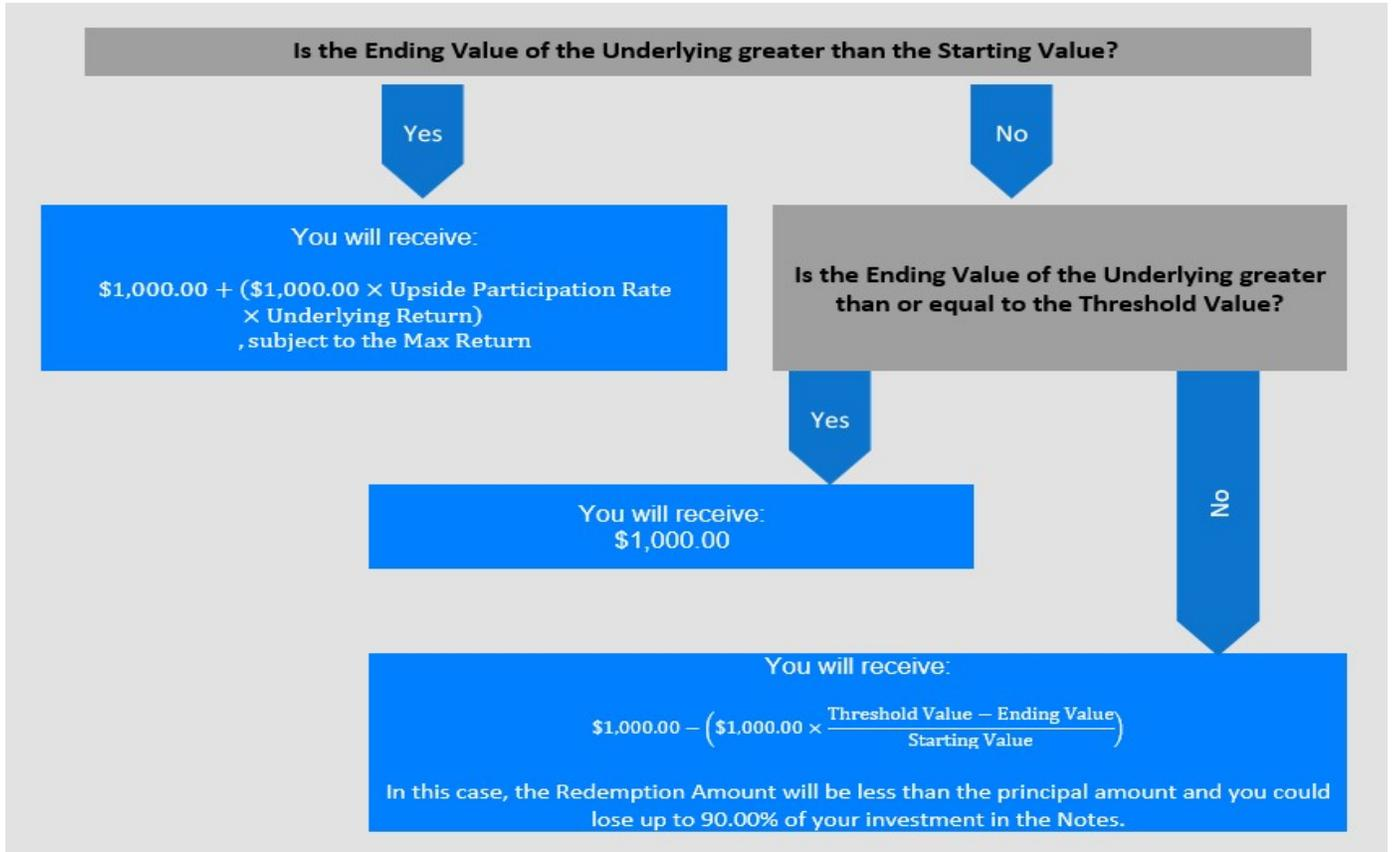 Is the Ending Value of the Underlying greater than the Starting Value?
Yes
No
You will receive:
$1,000.00 + ($1,000.00 × Upside Participation Rate
× Underlying Return)
, subject to the Max Return
Is the Ending Value of the Underlying greater
than or equal to the Threshold Value?
Yes
No
You will receive:
$1,000.00
You will receive:
$1,000.00 − ($1,000.00 × Threshold Value − Ending Value
Starting Value)
In this case, the Redemption Amount will be less than the principal amount and you could
lose up to 90.00% of your investment in the Notes.